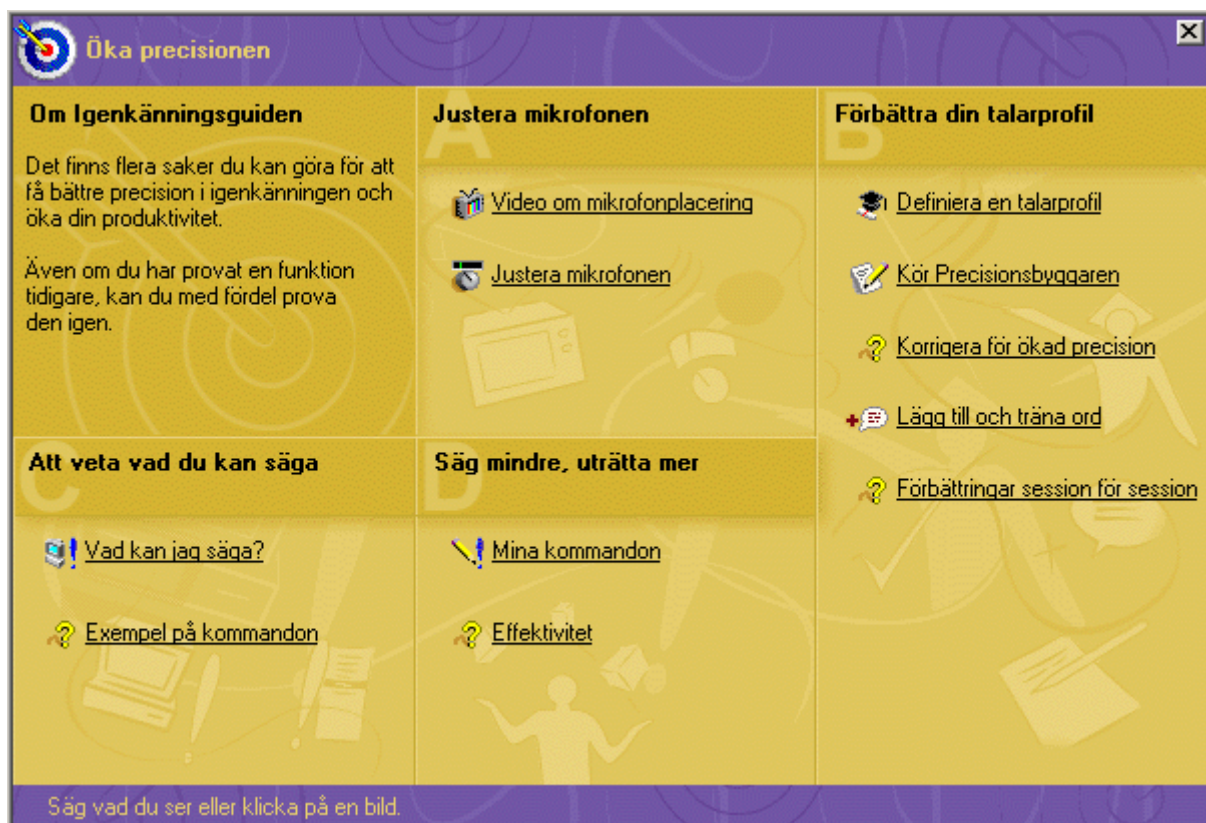 Öka precisionen
Om Igenkänningsguiden
Det finns flera saker du kan göra för att
få bättre precision i igenkänningen och
öka din produktivitet.
Även om du har provat en funktion
tidigare, kan du med fördel prova
den igen.
A
Justera mikrofonen
Video om mikrofonplacering
Justera mikrofonen
B
Förbättra din talarprofil
Definiera en talarprofil
Kör Precisionsbyggaren
Korrigera för ökad precision
Lägg till och träna ord
Förbättringar session för session
C
Att veta vad du kan säga
Vad kan jag säga?
Exempel på kommandon
D
Säg mindre, uträtta mer
Mina kommandon
Effektivitet
Säg vad du ser eller klicka på en bild.